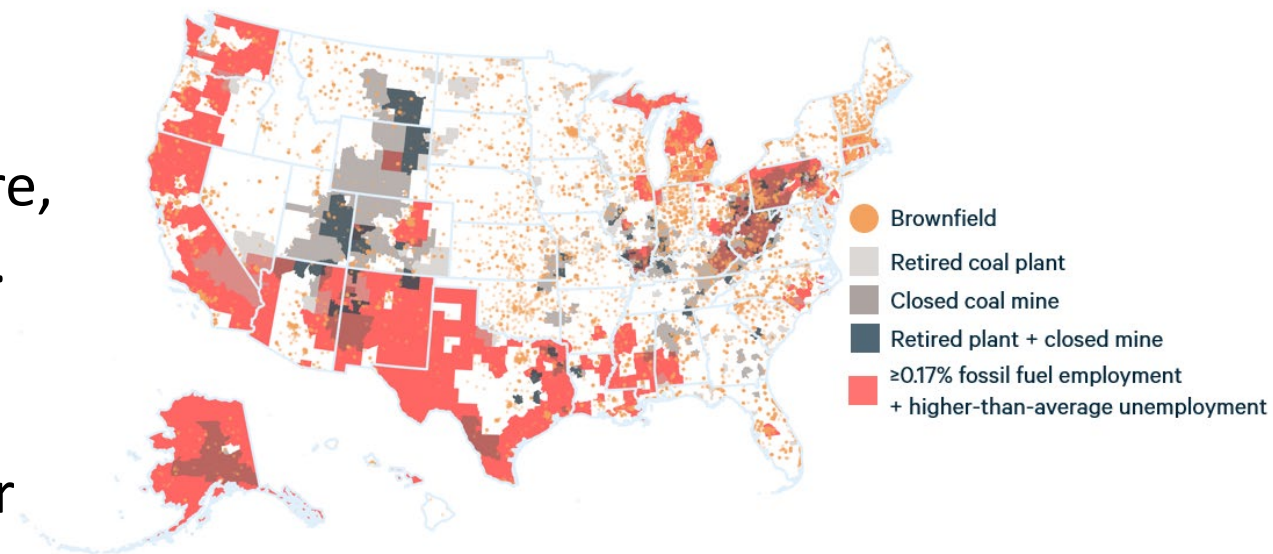 re,
.
r
Brownfield
Retired coal plant
Closed coal mine
Retired plant + closed mine
≥0.17% fossil fuel employment
+ higher-than-average unemployment